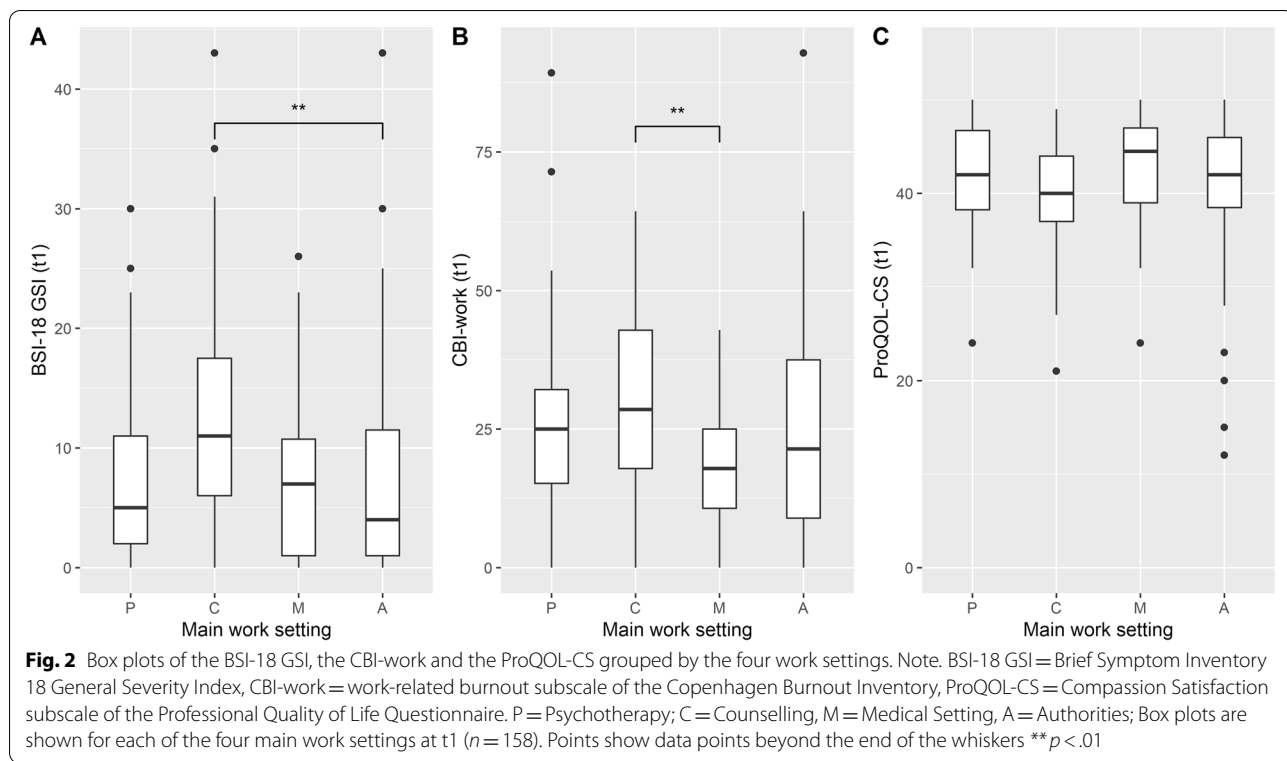 A
BSI-18 GSI (t1)
40
30
20
10
0
**
P C M A
Main work setting
B
CBI-work (t1)
75
50
25
0
**
P C M A
Main work setting
C
ProQOL-CS (t1)
40
20
0
P C M A
Main work setting
Fig. 2 Box plots of the BSI-18 GSI, the CBI-work and the ProQOL-CS grouped by the four work settings. Note. BSI-18 GSI = Brief Symptom Inventory
18 General Severity Index, CBI-work = work-related burnout subscale of the Copenhagen Burnout Inventory, ProQOL-CS = Compassion Satisfaction
subscale of the Professional Quality of Life Questionnaire. P = Psychotherapy; C = Counselling, M = Medical Setting, A = Authorities; Box plots are
shown for each of the four main work settings at t1 (n = 158). Points show data points beyond the end of the whiskers **p < .01